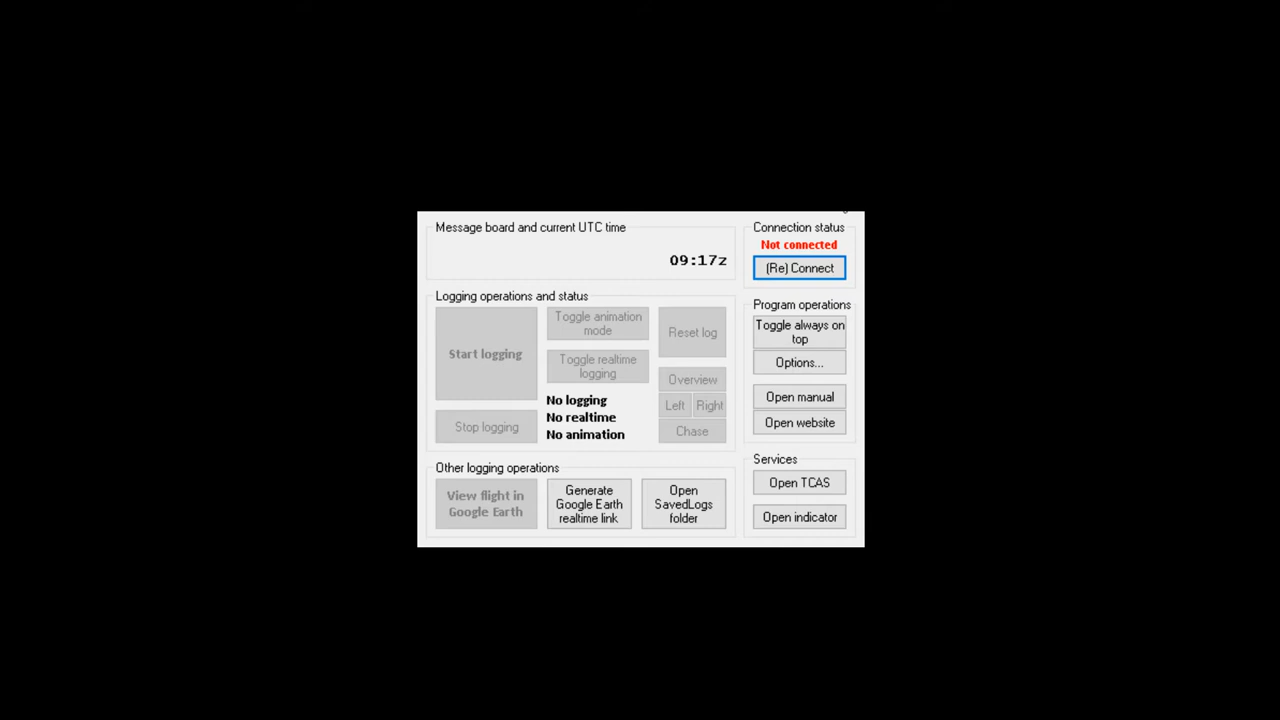 Message board and current UTC time
09:17z
Connection status
Not connected
(Re) Connect
Logging operations and status
Start logging
Stop logging
Toggle animation
mode
Toggle realtime
logging
No logging
No realtime
No animation
Reset log
Overview
Left
Right
Chase
Program operations
Toggle always on
top
Options...
Open manual
Open website
Other logging operations
View flight in
Google Earth
Generate
Google Earth
realtime link
Open
SavedLogs
folder
Services
Open TCAS
Open indicator